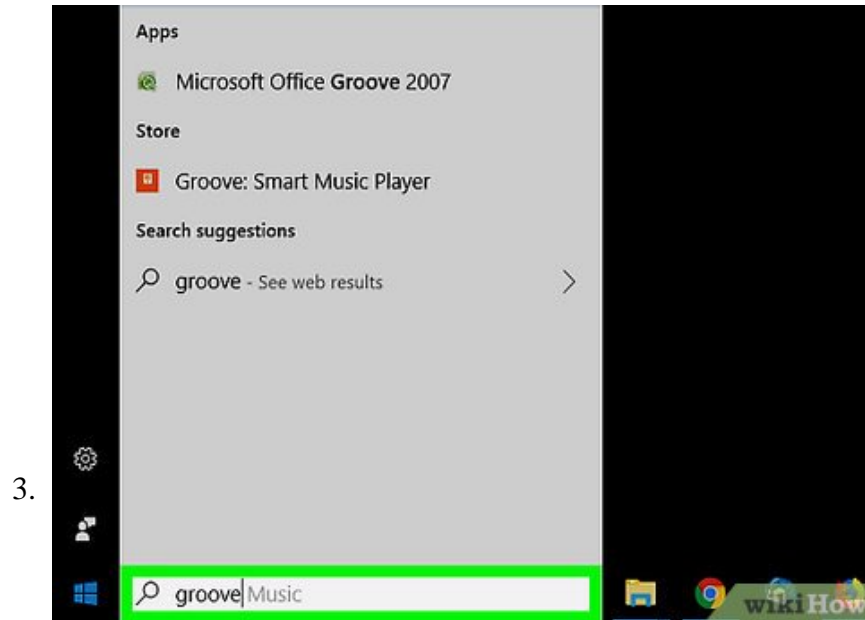 Apps
Microsoft Office Groove 2007
Store
Groove: Smart Music Player
Search suggestions
groove - See web results
3.
groove Music
wikiHow